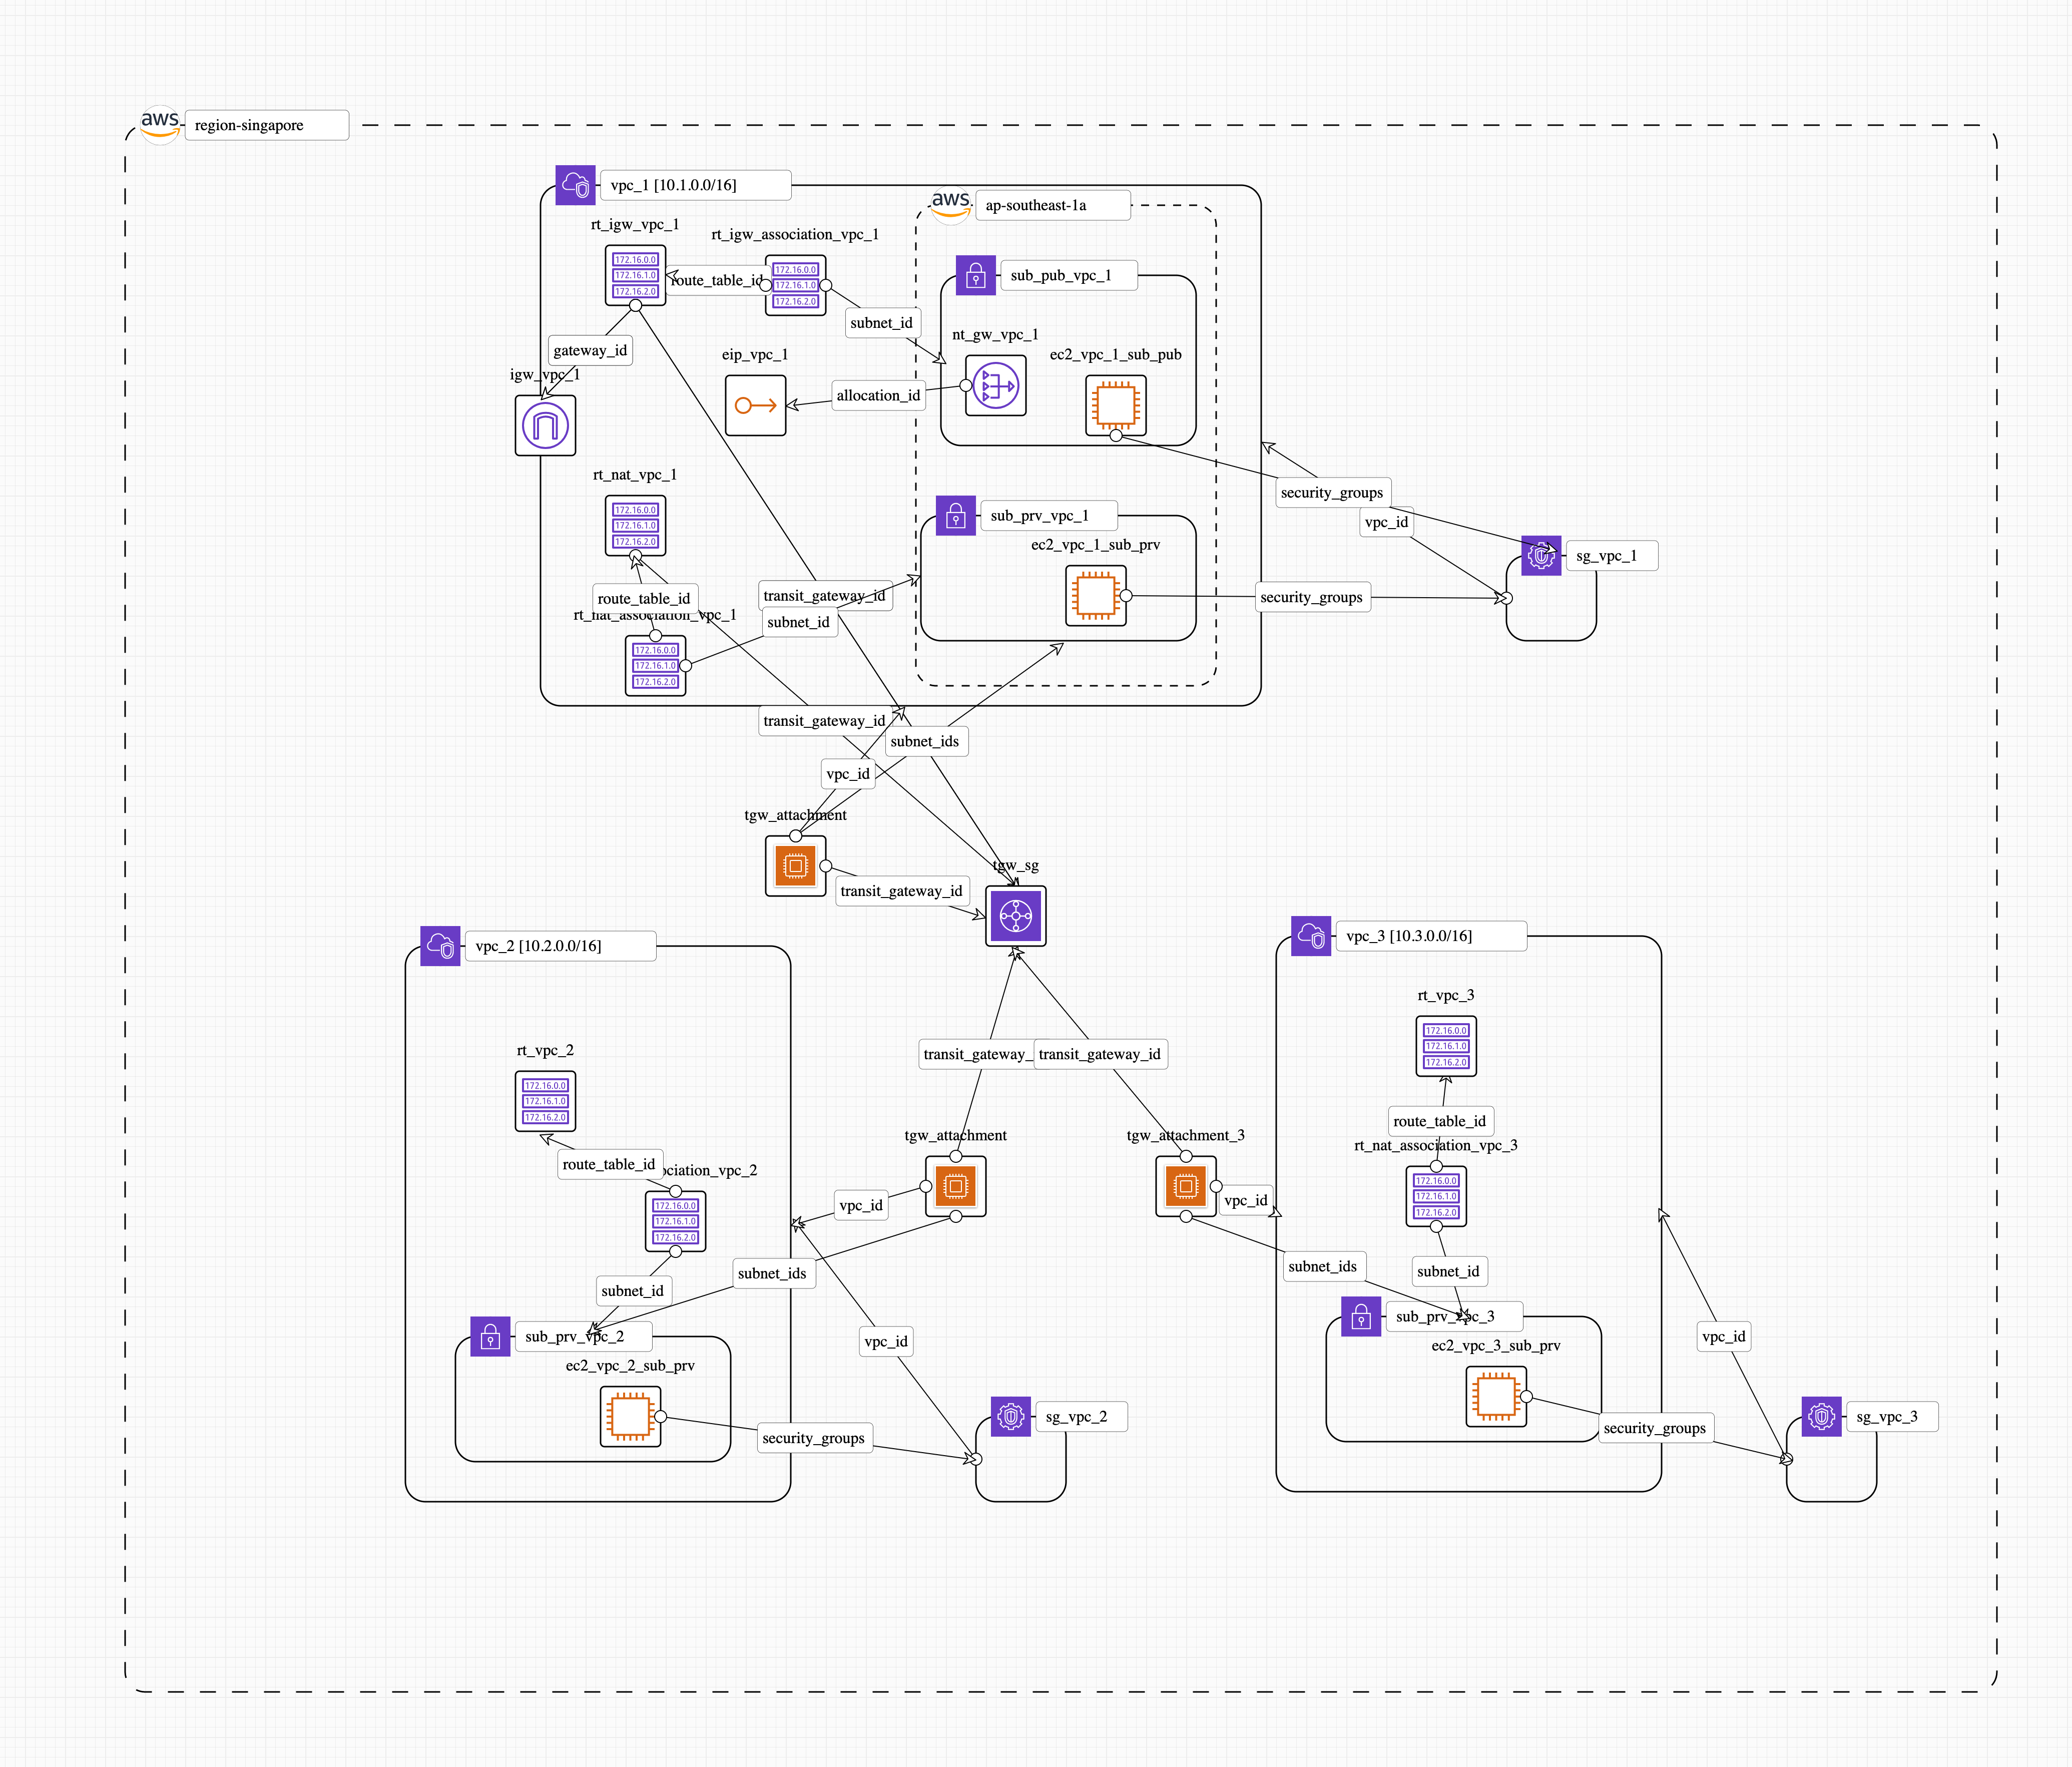 aws
region-singapore
vpc_1 [10.1.0.0/16]
aws
ap-southeast-1a
rt_igw_vpc_1
172.16.0.0
172.16.1.0
172.16.2.0
route_table_id
rt_igw_association_vpc_1
172.16.0.0
172.16.1.0
172.16.2.0
subnet_id
sub_pub_vpc_1
nt_gw_vpc_1
ec2_vpc_1_sub_pub
gateway_id
igw_vpc_1
eip_vpc_1
allocation_id
rt_nat_vpc_1
172.16.0.0
172.16.1.0
172.16.2.0
sub_prv_vpc_1
ec2_vpc_1_sub_prv
security_groups
vpc_id
sg_vpc_1
security_groups
route_table_id
transit_gateway_id
subnet_id
rt_nat_association_vpc_1
172.16.0.0
172.16.1.0
172.16.2.0
transit_gateway_id
subnet_ids
vpc_id
tgw_attachment
transit_gateway_id
tgw_sg
vpc_2 [10.2.0.0/16]
rt_vpc_2
172.16.0.0
172.16.1.0
172.16.2.0
route_table_id
ociation_vpc_2
172.16.0.0
172.16.1.0
172.16.2.0
subnet_id
sub_prv_vpc_2
ec2_vpc_2_sub_prv
security_groups
sg_vpc_2
transit_gateway_
transit_gateway_id
tgw_attachment
vpc_id
subnet_ids
vpc_id
tgw_attachment_3
vpc_id
subnet_ids
vpc_3 [10.3.0.0/16]
rt_vpc_3
172.16.0.0
172.16.1.0
172.16.2.0
route_table_id
rt_nat_association_vpc_3
172.16.0.0
172.16.1.0
172.16.2.0
subnet_id
sub_prv_vpc_3
ec2_vpc_3_sub_prv
security_groups
vpc_id
sg_vpc_3